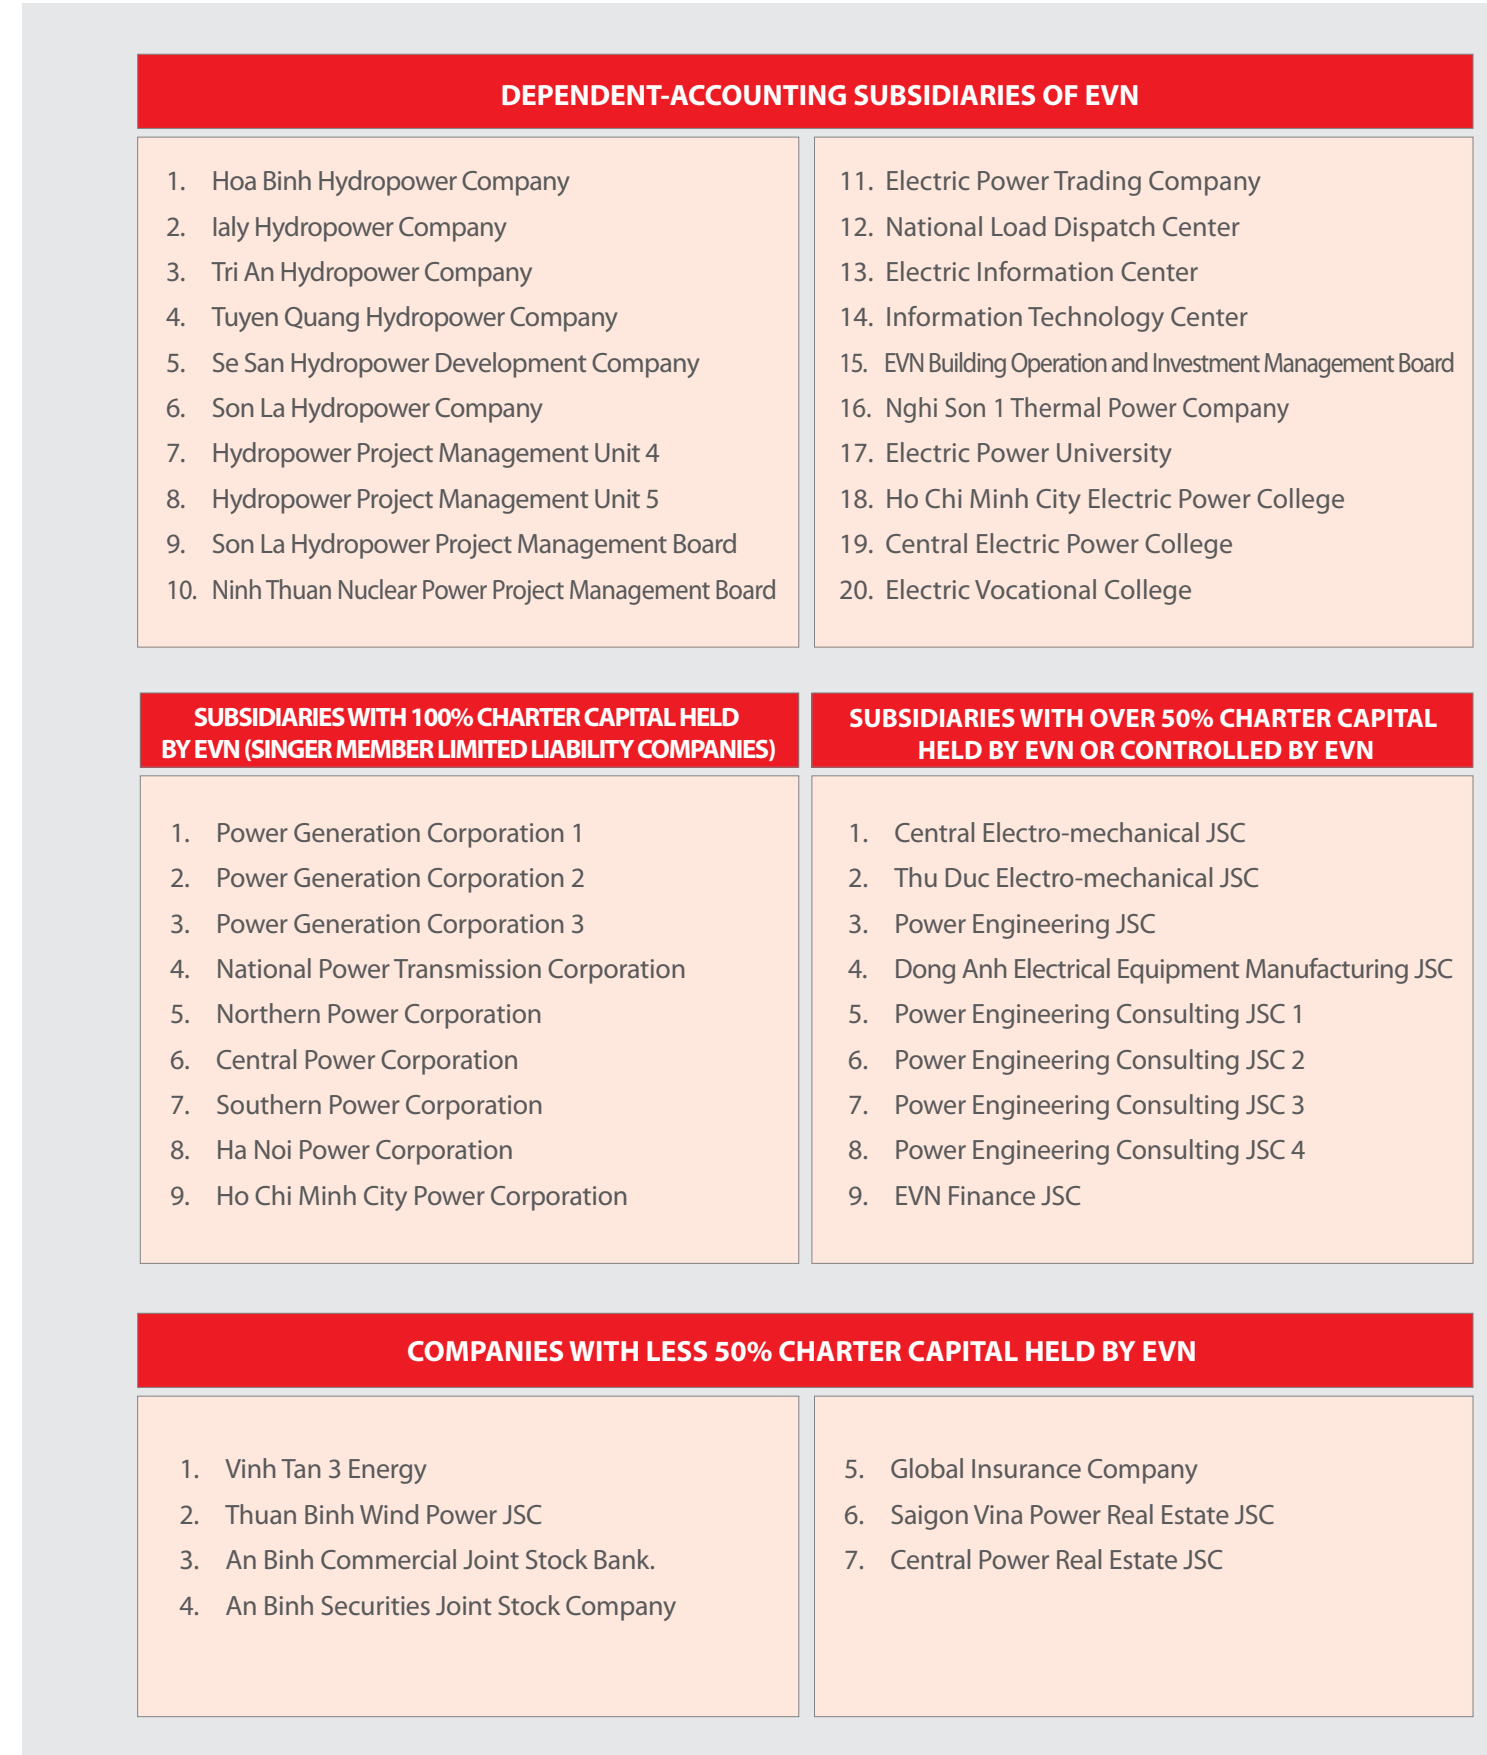 DEPENDENT-ACCOUNTING SUBSIDIARIES OF EVN
1. Hoa Binh Hydropower Company
2. Ialy Hydropower Company
3. Tri An Hydropower Company
4. Tuyen Quang Hydropower Company
5. Se San Hydropower Development Company
6. Son La Hydropower Company
7. Hydropower Project Management Unit 4
8. Hydropower Project Management Unit 5
9. Son La Hydropower Project Management Board
10. Ninh Thuan Nuclear Power Project Management Board
11. Electric Power Trading Company
12. National Load Dispatch Center
13. Electric Information Center
14. Information Technology Center
15. EVN Building Operation and Investment Management Board
16. Nghi Son 1 Thermal Power Company
17. Electric Power University
18. Ho Chi Minh City Electric Power College
19. Central Electric Power College
20. Electric Vocational College
SUBSIDIARIES WITH 100% CHARTER CAPITAL HELD
BY EVN (SINGER MEMBER LIMITED LIABILITY COMPANIES)
1. Power Generation Corporation 1
2. Power Generation Corporation 2
3. Power Generation Corporation 3
4. National Power Transmission Corporation
5. Northern Power Corporation
6. Central Power Corporation
7. Southern Power Corporation
8. Ha Noi Power Corporation
9. Ho Chi Minh City Power Corporation
SUBSIDIARIES WITH OVER 50% CHARTER CAPITAL
HELD BY EVN OR CONTROLLED BY EVN
1. Central Electro-mechanical JSC
2. Thu Duc Electro-mechanical JSC
3. Power Engineering JSC
4. Dong Anh Electrical Equipment Manufacturing JSC
5. Power Engineering Consulting JSC 1
6. Power Engineering Consulting JSC 2
7. Power Engineering Consulting JSC 3
8. Power Engineering Consulting JSC 4
9. EVN Finance JSC
COMPANIES WITH LESS 50% CHARTER CAPITAL HELD BY EVN
1. Vinh Tan 3 Energy
2. Thuan Binh Wind Power JSC
3. An Binh Commercial Joint Stock Bank.
4. An Binh Securities Joint Stock Company
5. Global Insurance Company
6. Saigon Vina Power Real Estate JSC
7. Central Power Real Estate JSC